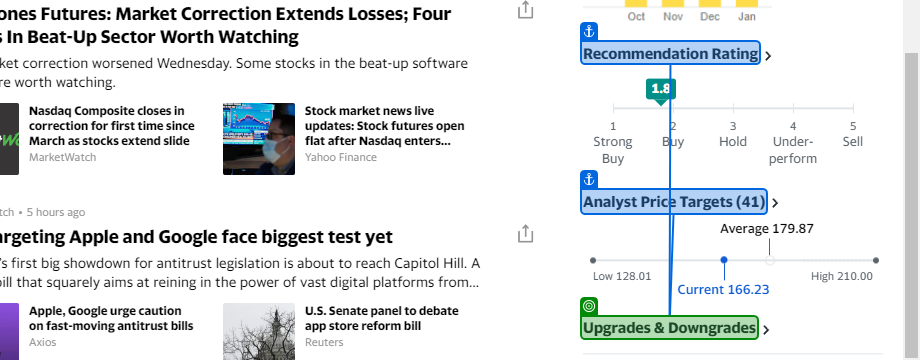 ones Futures: Market Correction Extends Losses; Four
s In Beat-Up Sector Worth Watching
ket correction worsened Wednesday. Some stocks in the beat-up software
re worth watching.
Nasdaq Composite closes in
correction for first time since
March as stocks extend slide
MarketWatch
Stock market news live
updates: Stock futures open
flat after Nasdaq enters...
Yahoo Finance
tch • 5 hours ago
argeting Apple and Google face biggest test yet
's first big showdown for antitrust legislation is about to reach Capitol Hill. A
bill that squarely aims at reining in the power of vast digital platforms from...
Apple, Google urge caution
on fast-moving antitrust bills
Axios
U.S. Senate panel to debate
app store reform bill
Reuters
Oct Nov Dec Jan
Recommendation Rating
1.8
1 2 3 4 5
Strong Buy Buy Hold Under-perform Sell
Analyst Price Targets (41)
Average 179.87
Low 128.01 High 210.00
Current 166.23
Upgrades & Downgrades